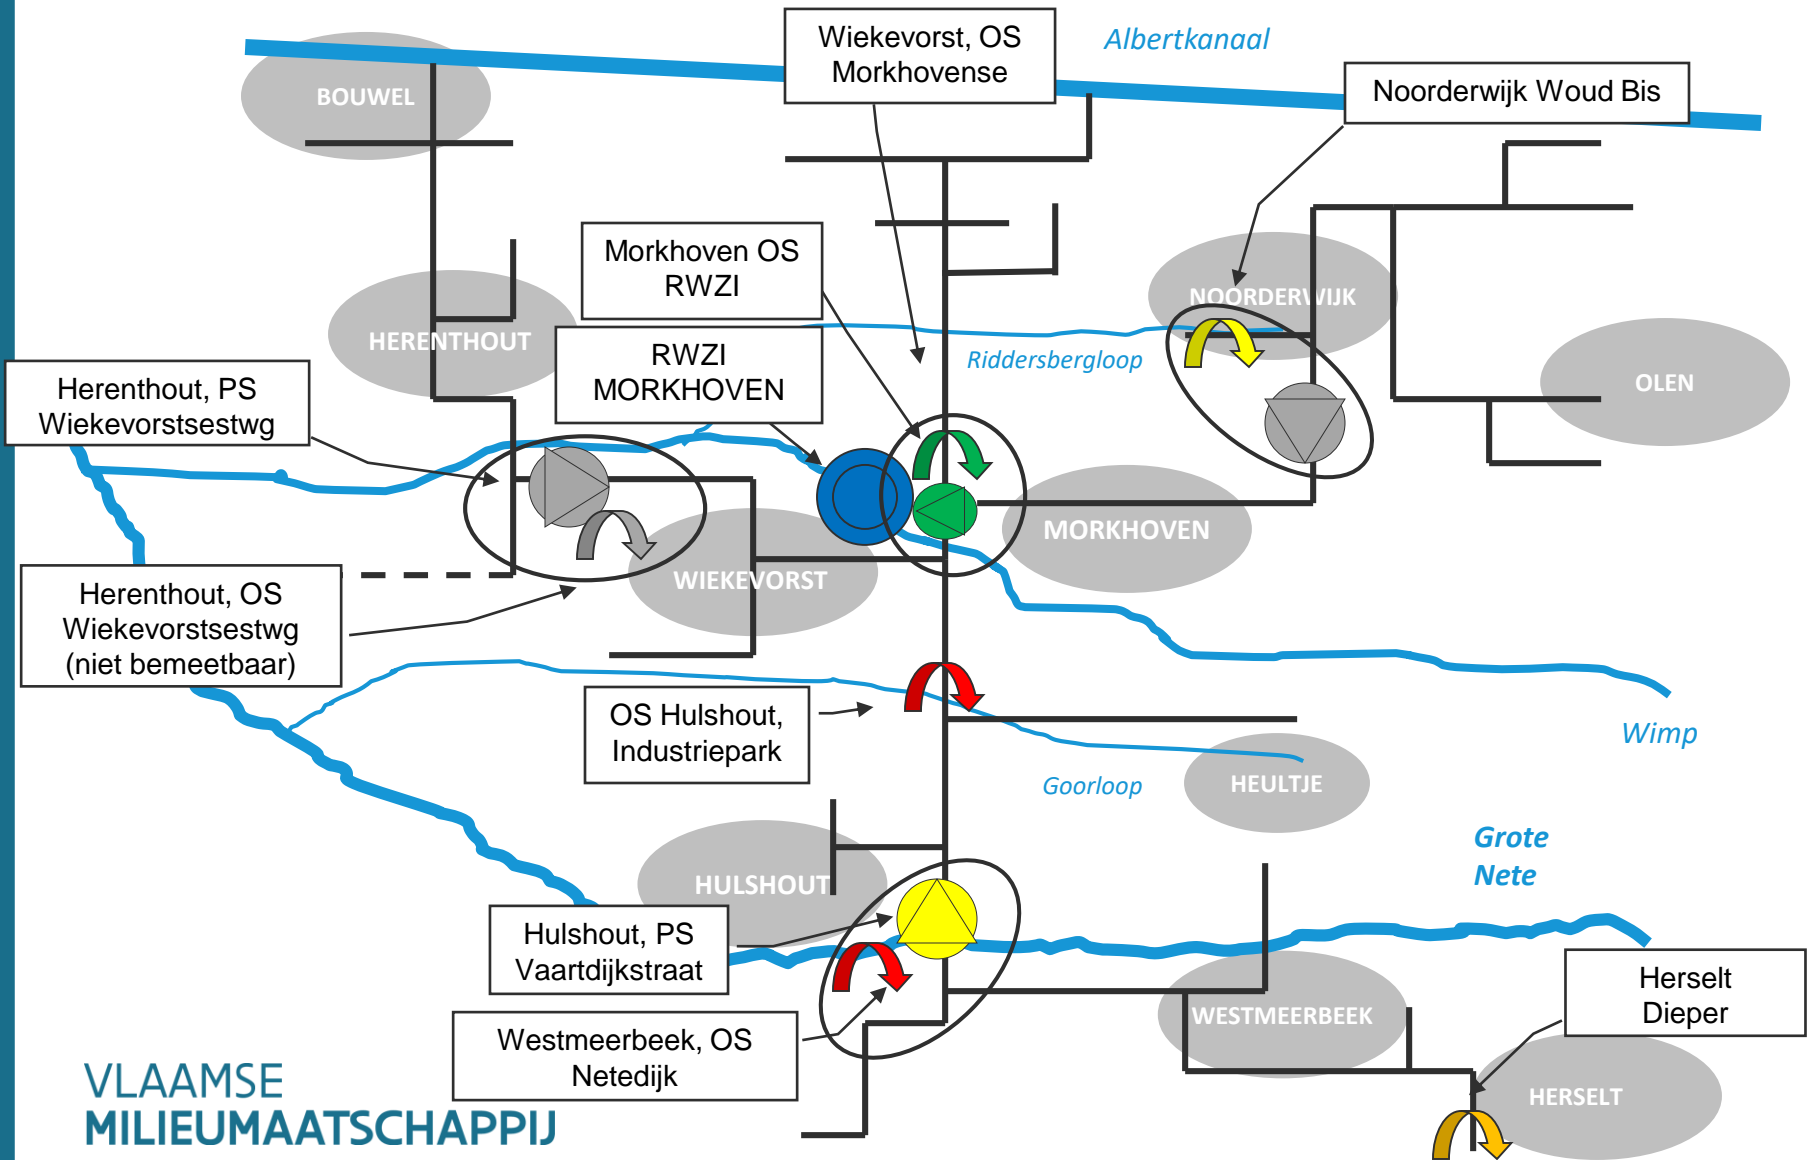 Wiekevorst, OS
Morkhovense
Albertkanaal
Noorderwijk Woud Bis
BOUWEL
Morkhoven OS
RWZI
NOORDERWIJK
HERENTHOUT
RWZI
MORKHOVEN
Riddersbergloop
OLEN
Herenthout, PS
Wiekevorstsestwg
MORKHOVEN
WIEKEVORST
Herenthout, OS
Wiekevorstsestwg
(niet bemeetbaar)
OS Hulshout,
Industriepark
Wimp
Goorloop
HEULTJE
Grote
Nete
HULSHOUT
Hulshout, PS
Vaartdijkstraat
WESTMEERBEEK
Herselt
Dieper
Westmeerbeek, OS
Netedijk
HERSELT
VLAAMSE
MILIEUMAATSCHAPPIJ